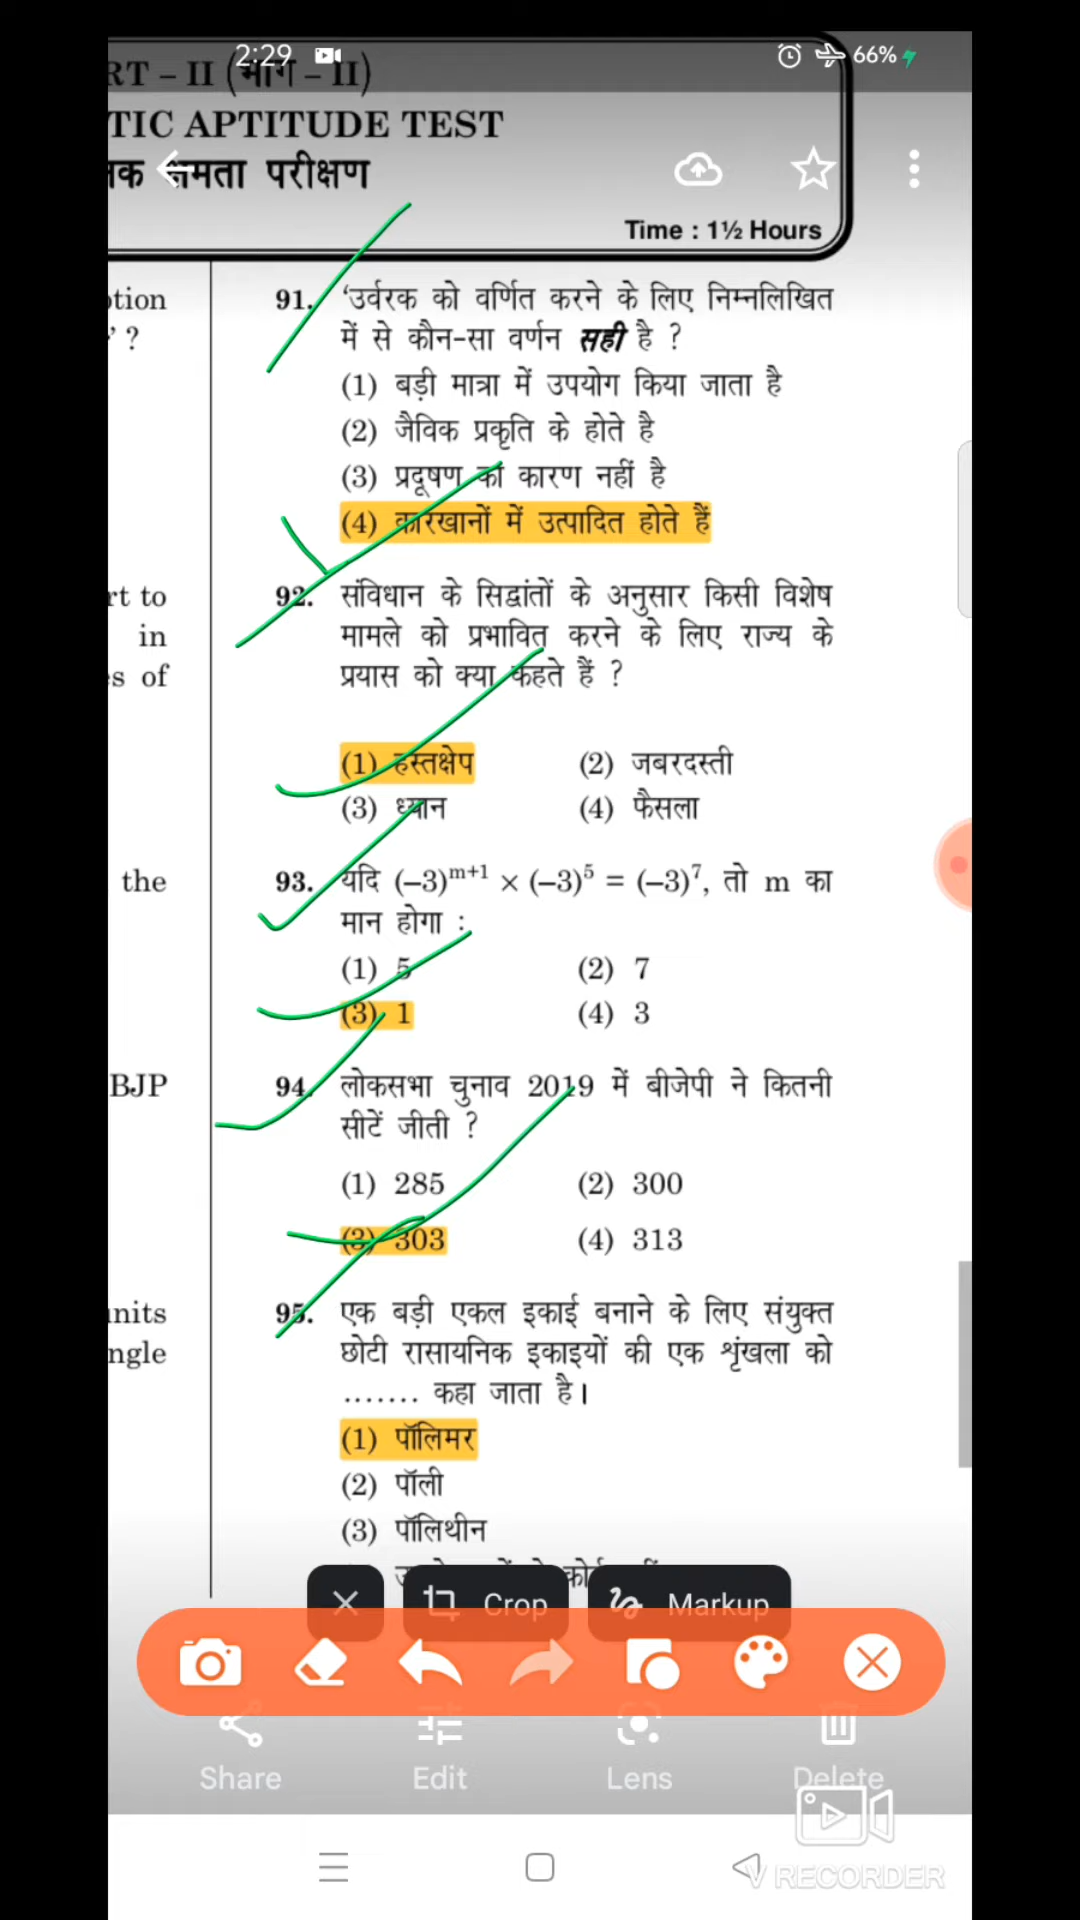 2:29
66%
RT – II (भाग – II)
TIC APTITUDE TEST
क्षमता परीक्षण
Time : 1½ Hours
tion
' ?
91. 'उर्वरक को वर्णित करने के लिए निम्नलिखित
में से कौन-सा वर्णन सही है ?
(1) बड़ी मात्रा में उपयोग किया जाता है
(2) जैविक प्रकृति के होते है
(3) प्रदूषण का कारण नहीं है
(4) कारखानों में उत्पादित होते हैं
rt to
in
s of
92. संविधान के सिद्वांतों के अनुसार किसी विशेष
मामले को प्रभावित करने के लिए राज्य के
प्रयास को क्या कहते हैं ?
(1) हस्तक्षेप (2) जबरदस्ती
(3) ध्यान (4) फैसला
the
93. यदि (–3)ᵐ⁺¹ × (–3)⁵ = (–3)⁷, तो m का
मान होगा :
(1) 5 (2) 7
(3) 1 (4) 3
BJP
94. लोकसभा चुनाव 2019 में बीजेपी ने कितनी
सीटें जीती ?
(1) 285 (2) 300
(3) 303 (4) 313
nits
ngle
95. एक बड़ी एकल इकाई बनाने के लिए संयुक्त
छोटी रासायनिक इकाइयों की एक शृंखला को
....... कहा जाता है।
(1) पॉलिमर
(2) पॉली
(3) पॉलिथीन
Crop
Markup
Share
Edit
Lens
Delete
V RECORDER